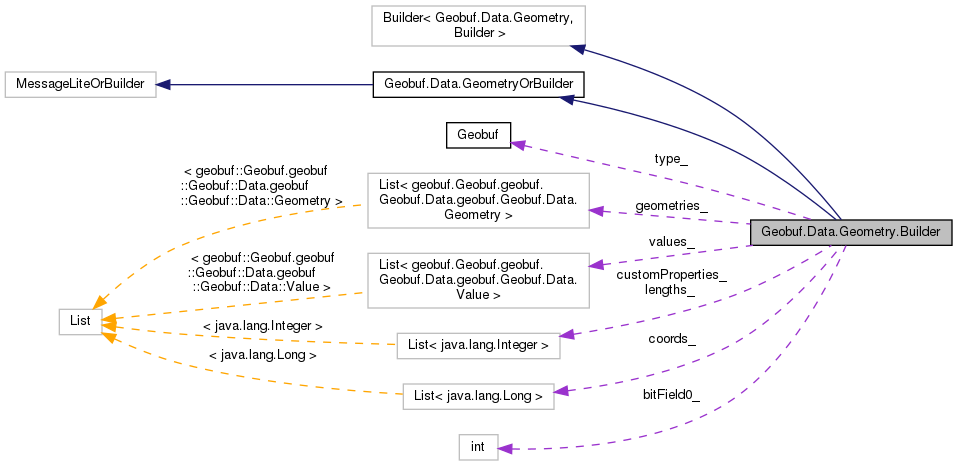 Builder< Geobuf.Data.Geometry,
Builder >
MessageLiteOrBuilder
Geobuf.Data.GeometryOrBuilder
Geobuf
type_
< geobuf::Geobuf.geobuf
::Geobuf::Data.geobuf
::Geobuf::Data::Geometry >
List< geobuf.Geobuf.geobuf.
Geobuf.Data.geobuf.Geobuf.Data.
Geometry >
geometries_
Geobuf.Data.Geometry.Builder
values_
< geobuf::Geobuf.geobuf
::Geobuf::Data.geobuf
::Geobuf::Data::Value >
List< geobuf.Geobuf.geobuf.
Geobuf.Data.geobuf.Geobuf.Data.
Value >
customProperties_
lengths_
List
< java.lang.Integer >
List< java.lang.Integer >
coords_
< java.lang.Long >
List< java.lang.Long >
bitField0_
int